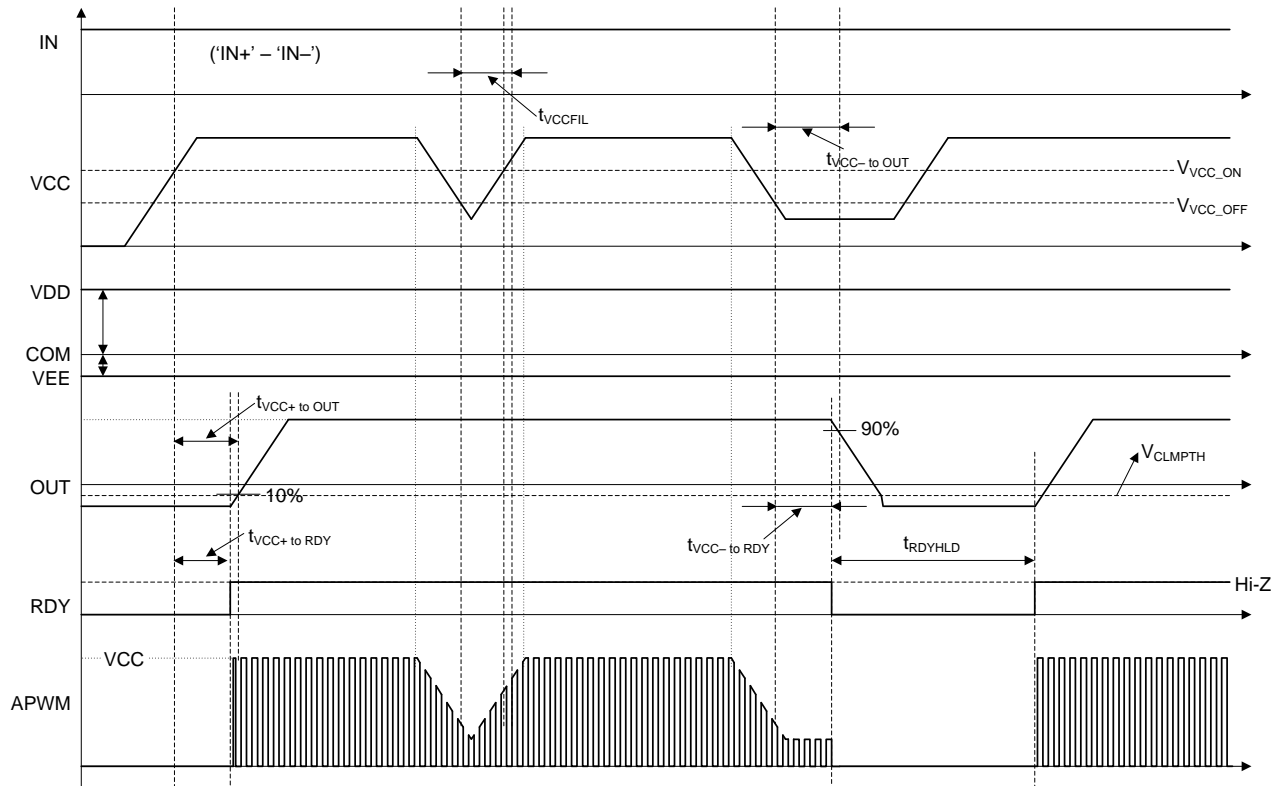 IN
(‘IN+’ – ‘IN–’)
tVCCFIL
tVCC– to OUT
VCC
VVCC_ON
VVCC_OFF
VDD
COM
VEE
tVCC+ to OUT
90%
VCLMPTH
OUT
10%
tVCC+ to RDY
tVCC– to RDY
tRDYHLD
Hi-Z
RDY
VCC
APWM